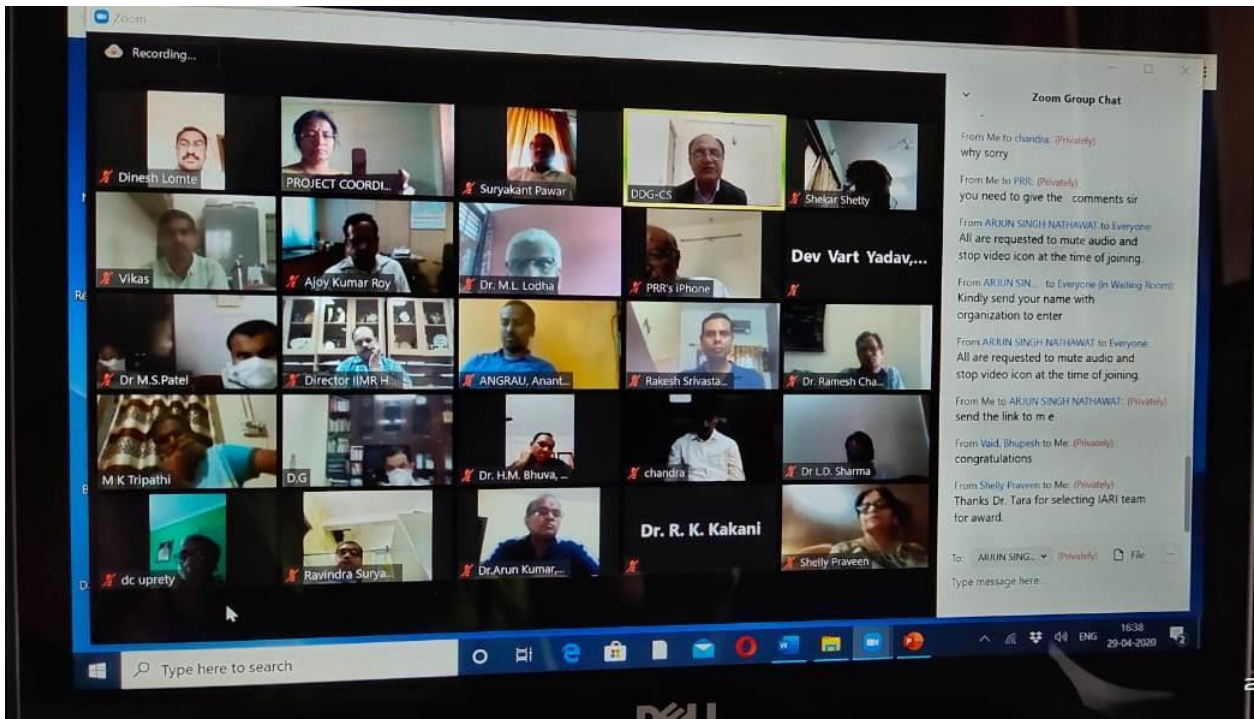 Zoom
Recording...
Dinesh Lomte
PROJECT COORDI...
Suryakant Pawar
DDG-CS
Shekar Shetty
Vikas
Ajoy Kumar Roy
Dr. M.L. Lodha
PRR's iPhone
Dev Vart Yadav,...
Dr M.S.Patel
Director IIMR H...
ANGRAU, Anant...
Rakesh Srivasta...
Dr. Ramesh Cha...
M K Tripathi
D.G
Dr. H.M. Bhuva, ...
chandra
Dr L.D. Sharma
dc uprety
Ravindra Surya...
Dr.Arun Kumar,...
Dr. R. K. Kakani
Shelly Praveen
Zoom Group Chat
From Me to chandra: (Privately)
why sorry
From Me to PRR: (Privately)
you need to give the comments sir
From ARJUN SINGH NATHAWAT to Everyone:
All are requested to mute audio and
stop video icon at the time of joining.
From ARJUN SIN... to Everyone (in Waiting Room):
Kindly send your name with
organization to enter
From ARJUN SINGH NATHAWAT to Everyone:
All are requested to mute audio and
stop video icon at the time of joining.
From Me to ARJUN SINGH NATHAWAT: (Privately)
send the link to m e
From Vaid, Bhupesh to Me: (Privately)
congratulations
From Shelly Praveen to Me: (Privately)
Thanks Dr. Tara for selecting IARI team
for award.
To: ARJUN SING... (Privately) File
Type message here...
Type here to search
ENG
16:38
29-04-2020
2
DELL